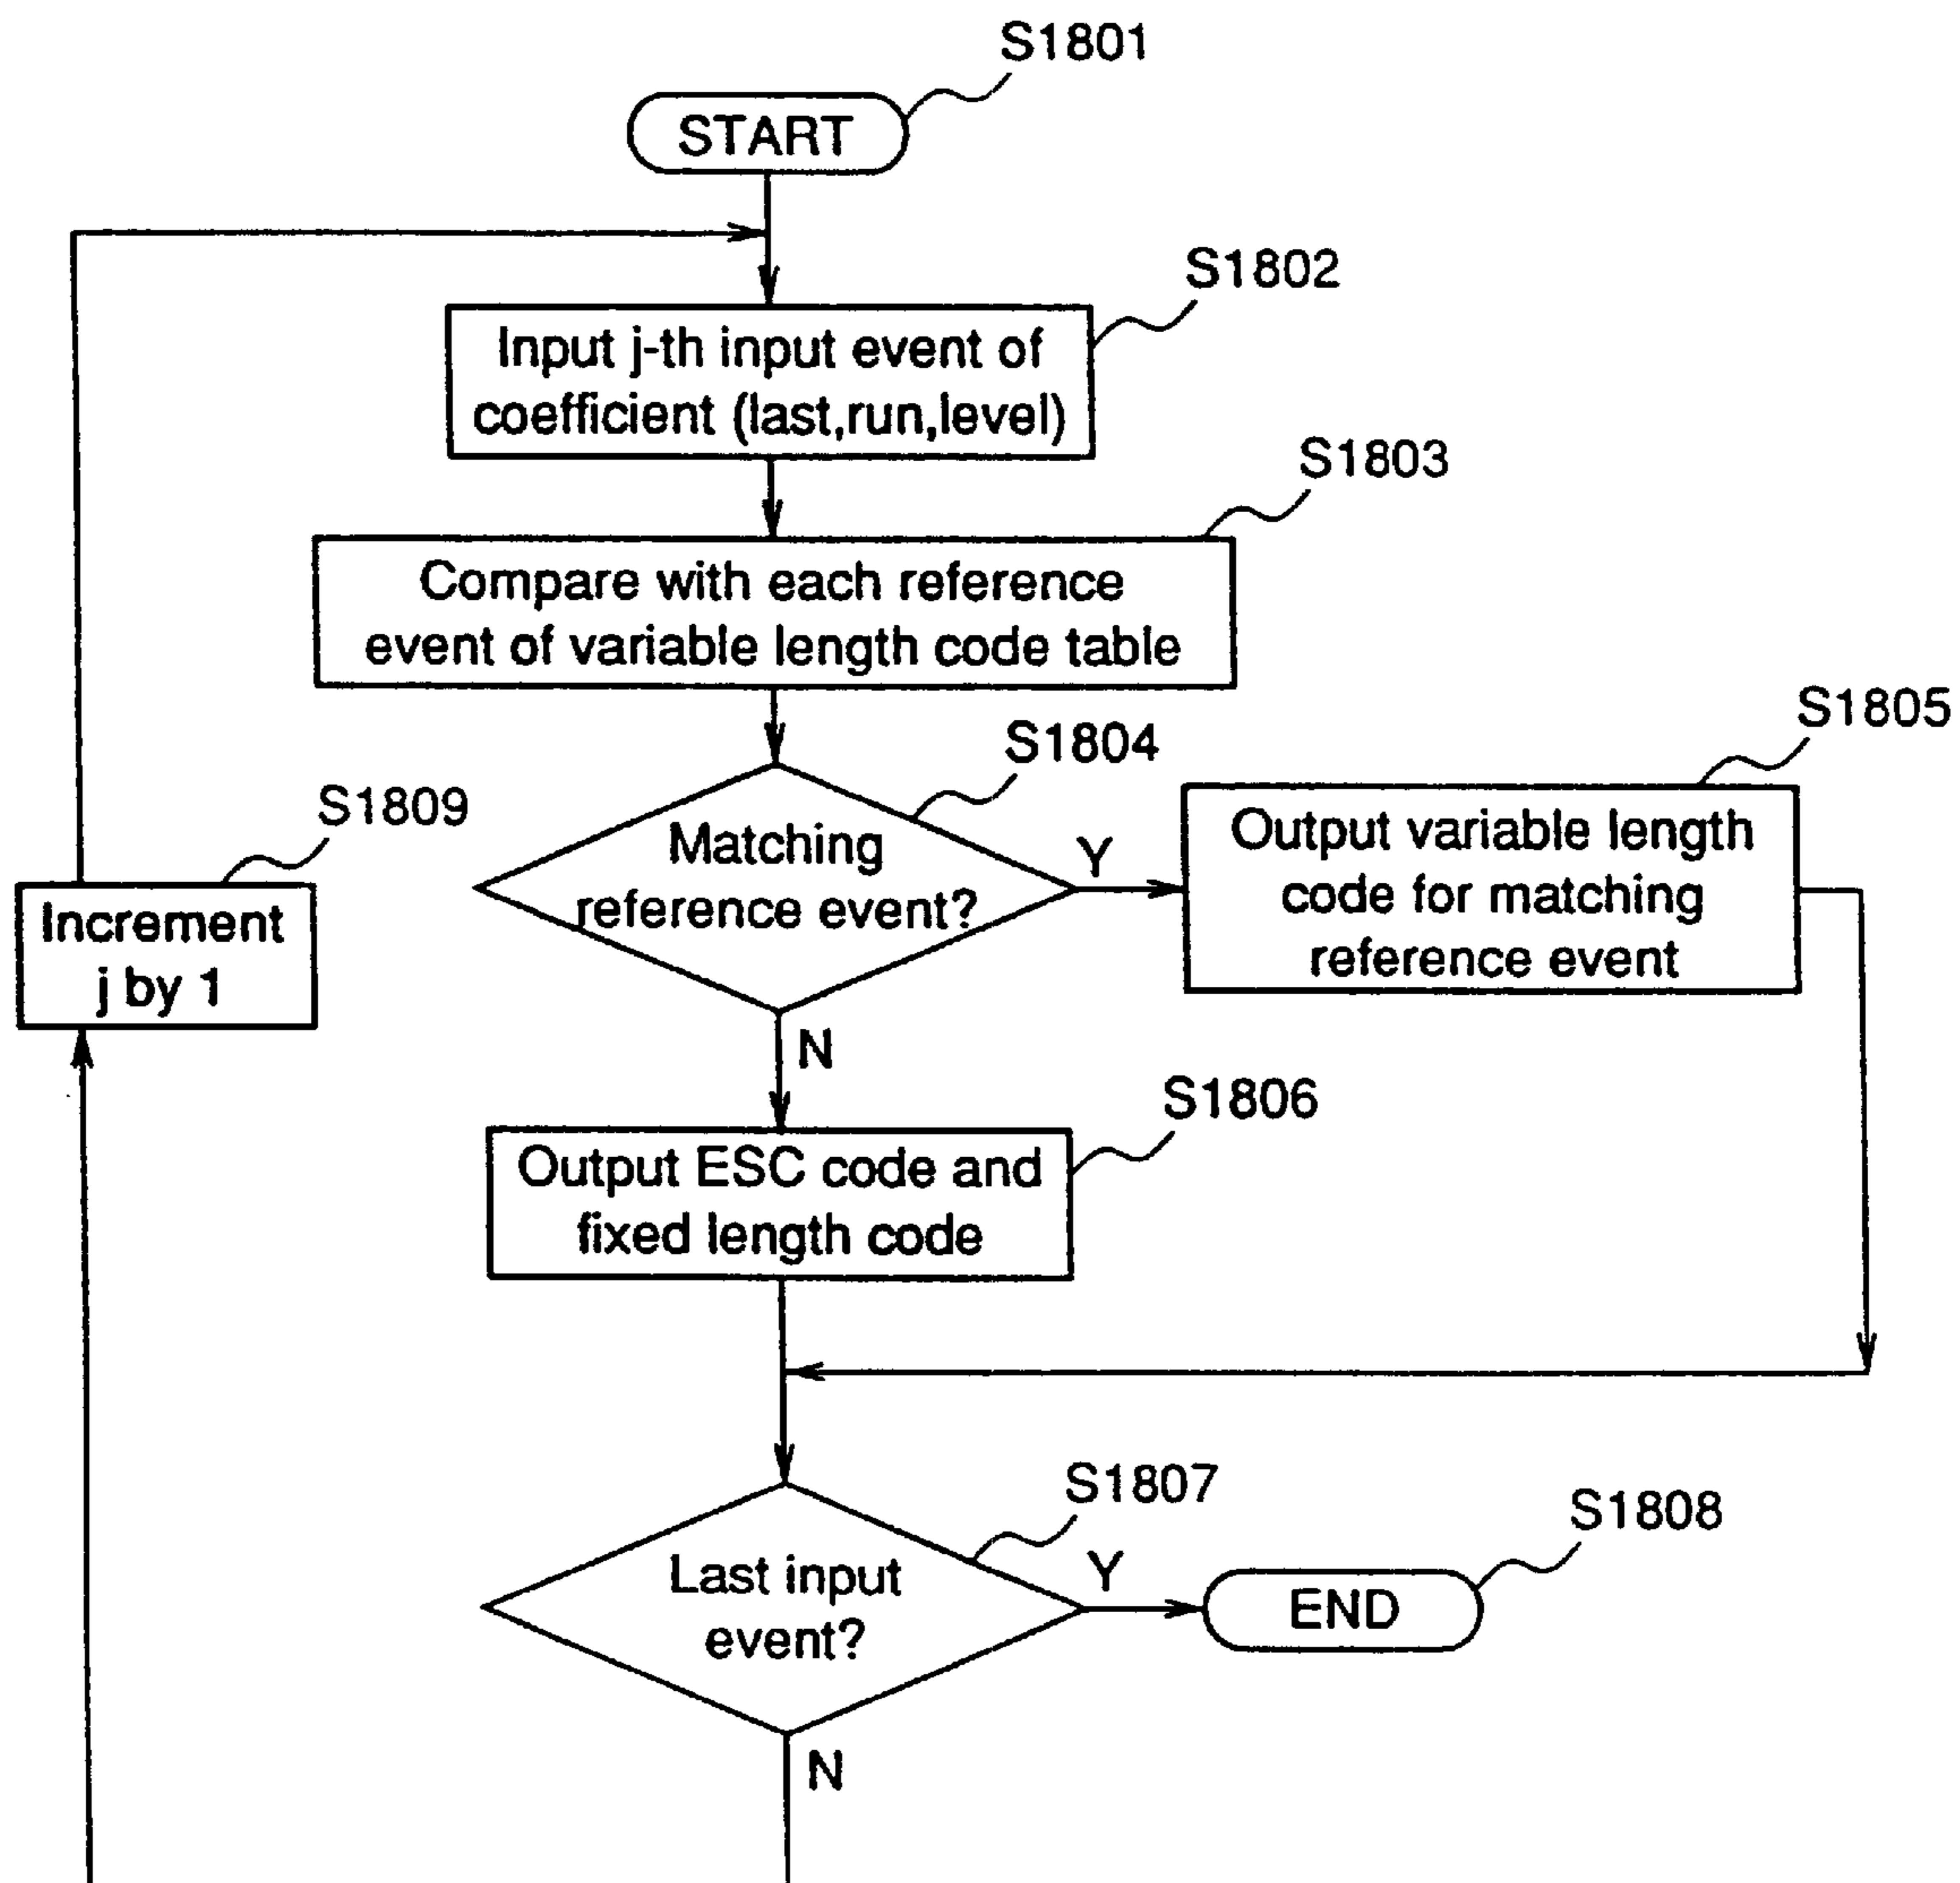 S1801
START
S1802
Input j-th input event of
coefficient (last,run,level)
S1803
Compare with each reference
event of variable length code table
S1804
Matching
reference event?
Y
S1805
Output variable length
code for matching
reference event
S1809
Increment
j by 1
N
S1806
Output ESC code and
fixed length code
S1807
Last input
event?
Y
S1808
END
N